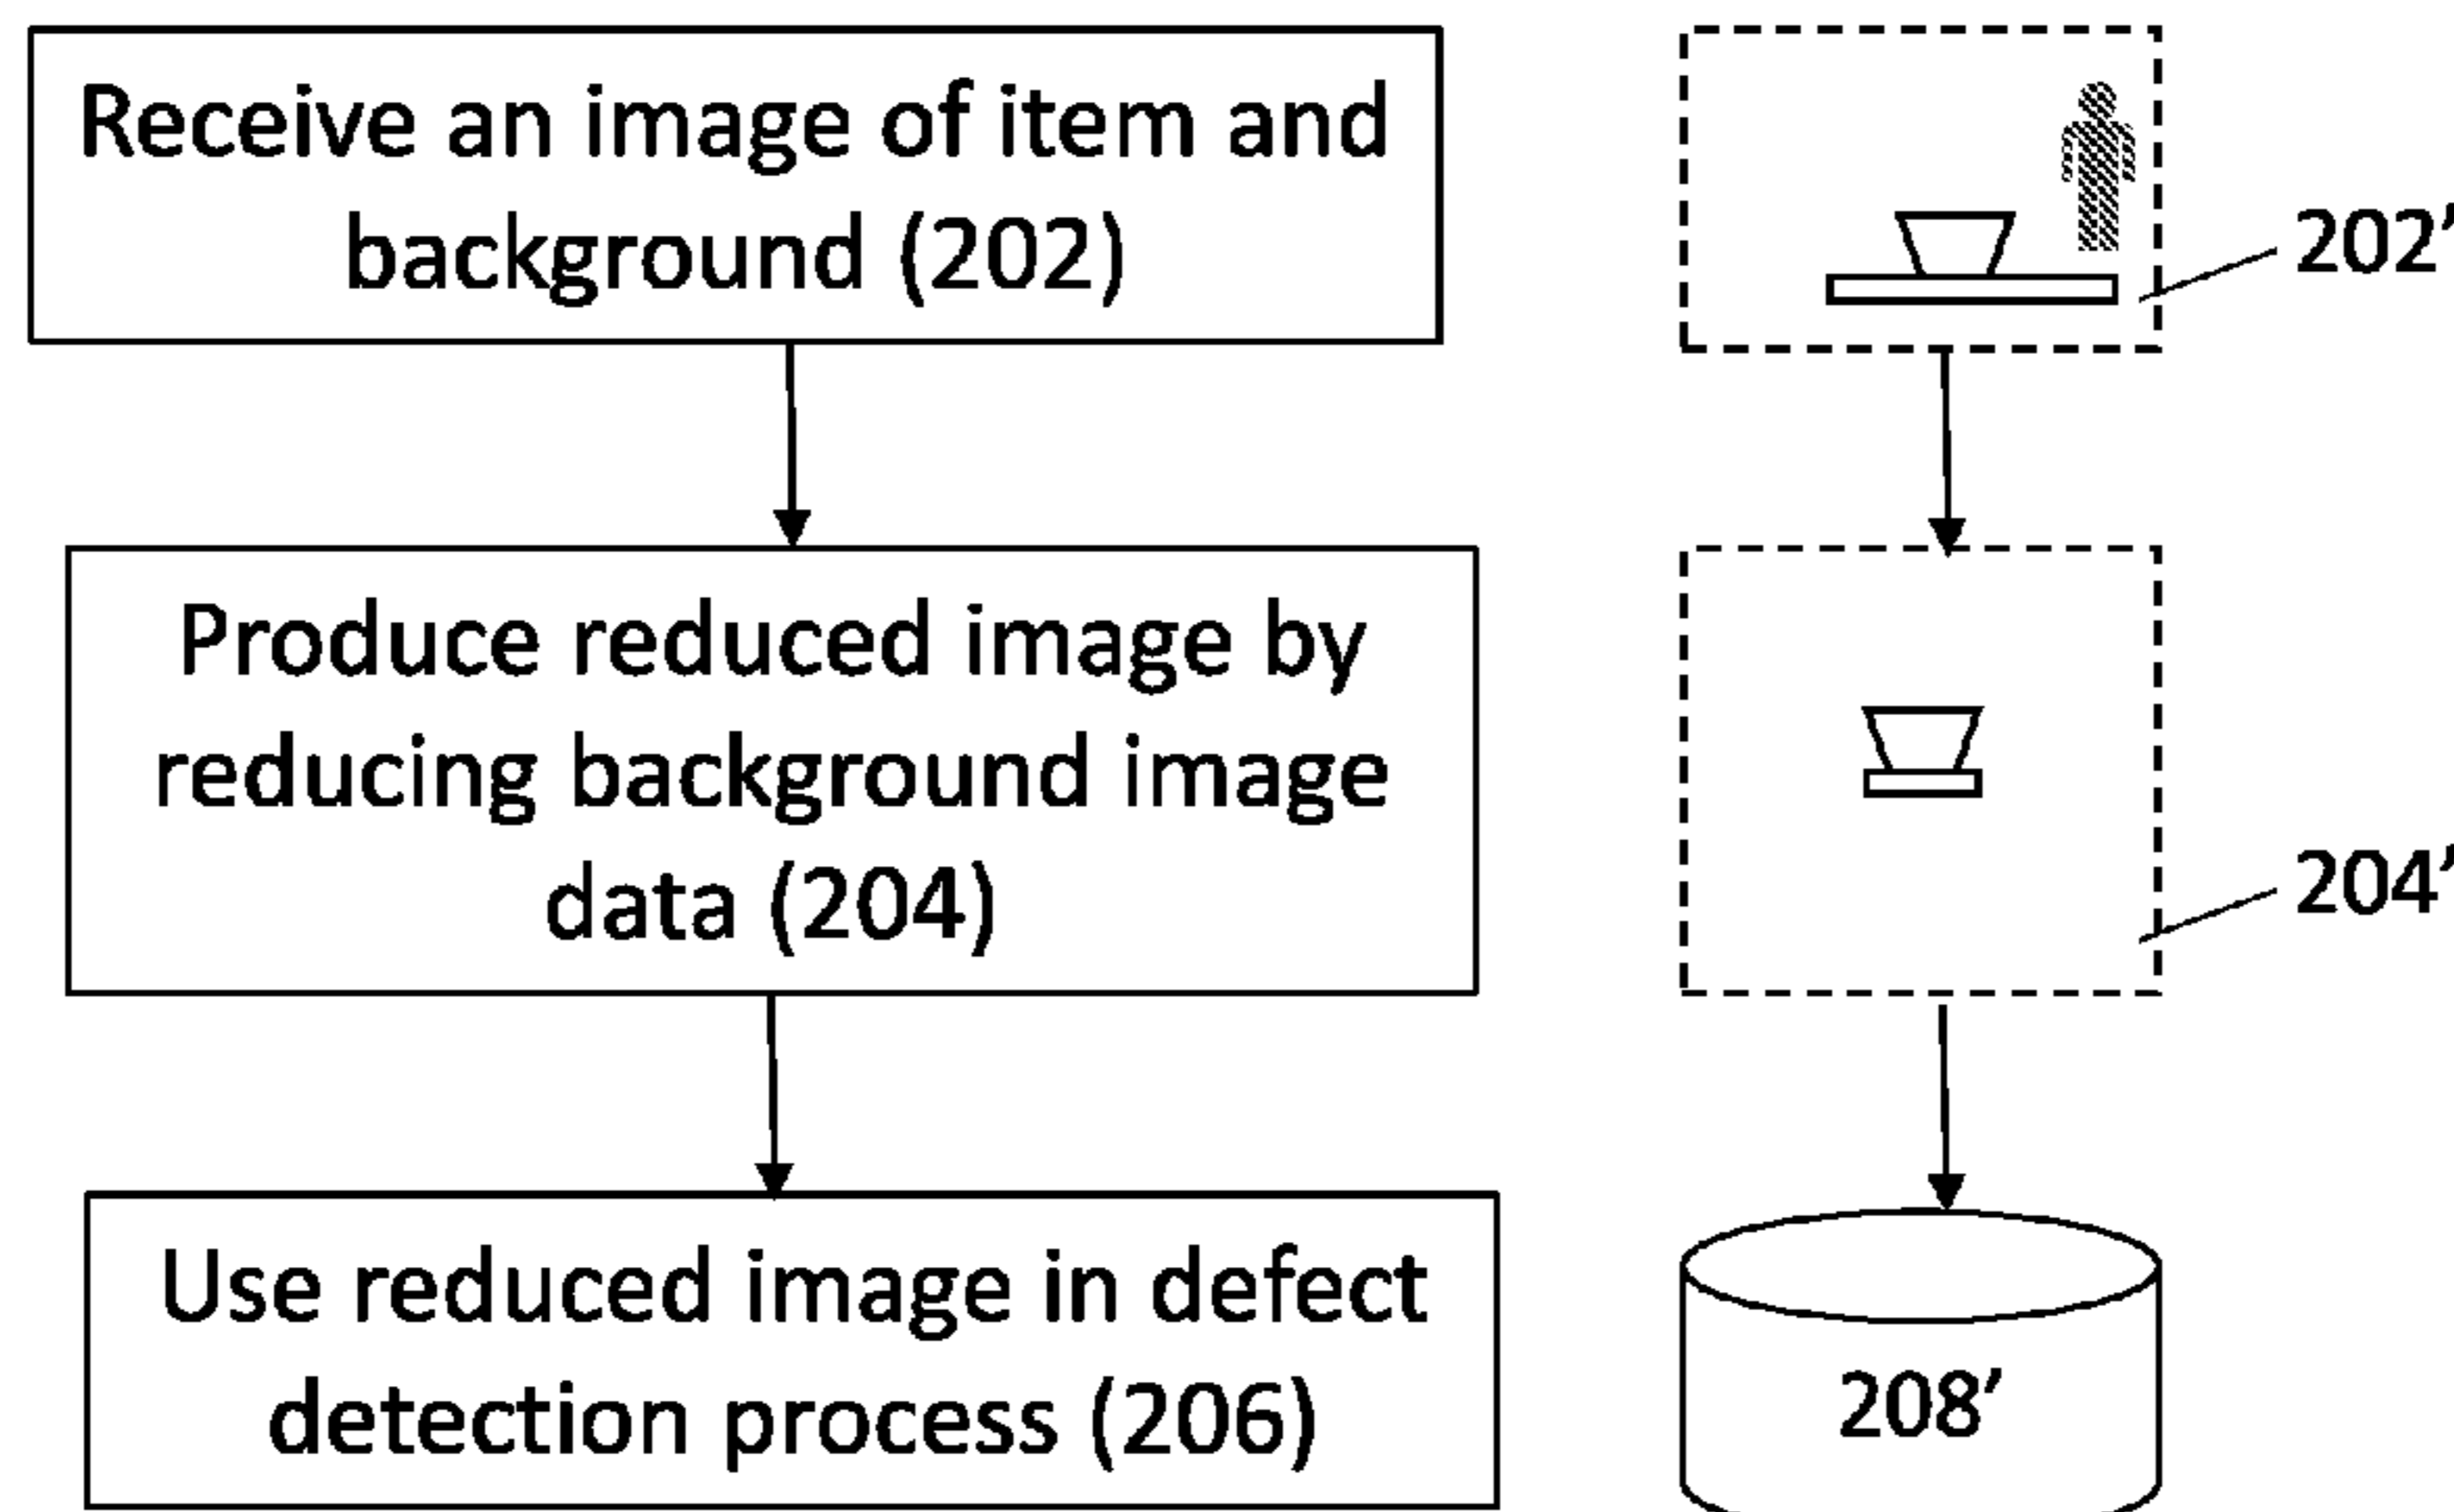 Receive an image of item and
background (202)
202’
Produce reduced image by
reducing background image
data (204)
204’
Use reduced image in defect
detection process (206)
208’